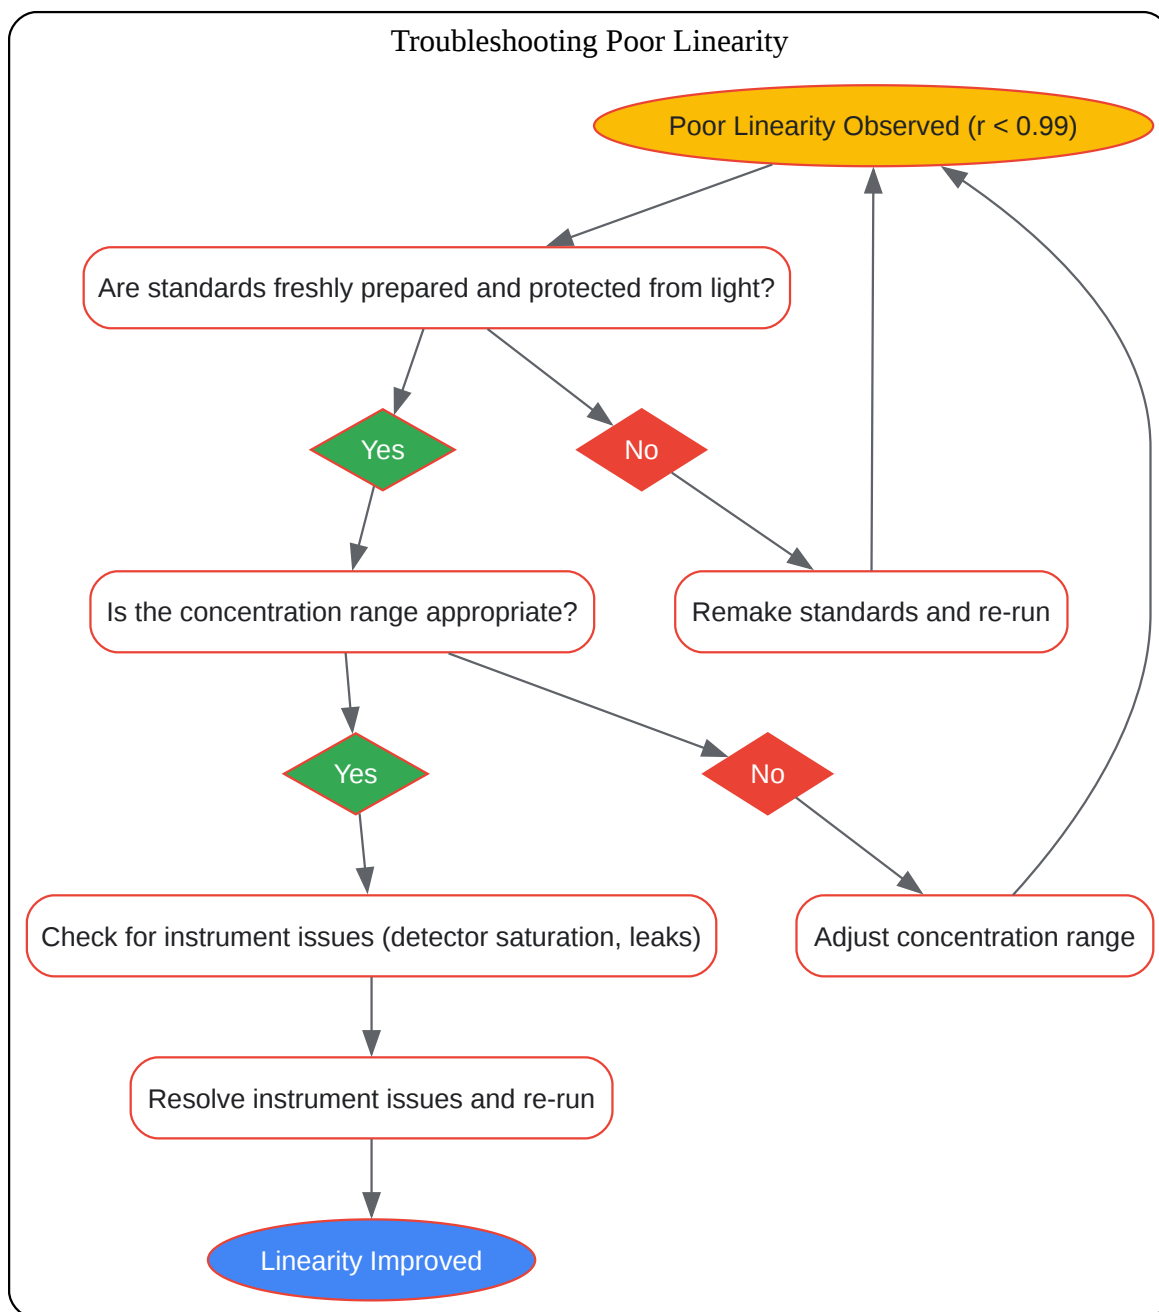 Troubleshooting Poor Linearity
Poor Linearity Observed (r < 0.99)
Are standards freshly prepared and protected from light?
Yes
No
Is the concentration range appropriate?
Remake standards and re-run
Yes
No
Check for instrument issues (detector saturation, leaks)
Adjust concentration range
Resolve instrument issues and re-run
Linearity Improved